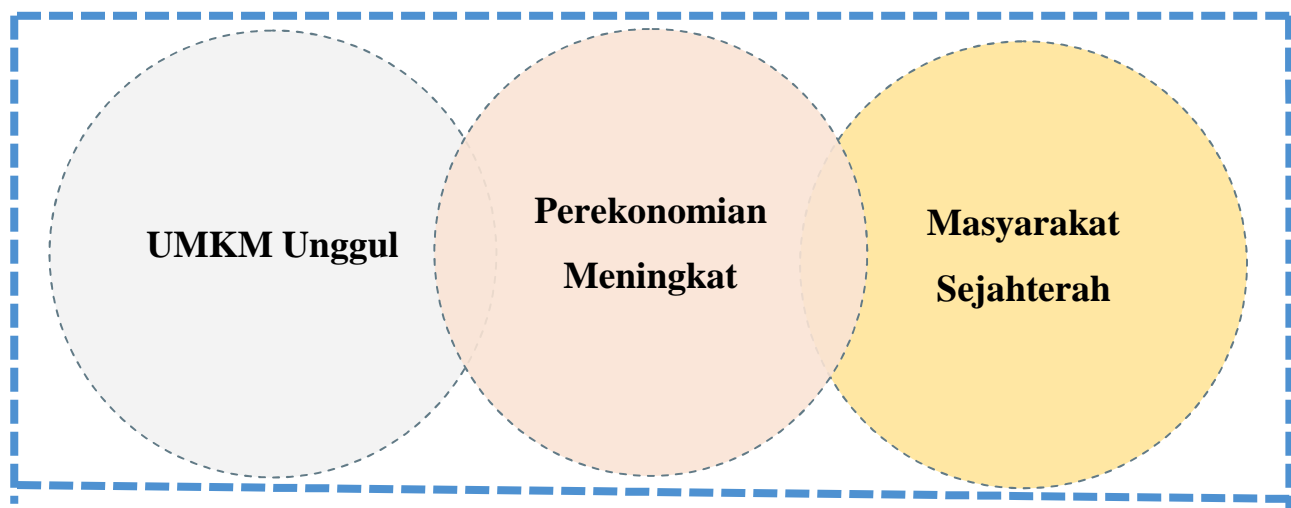 UMKM Unggul
Perekonomian
Meningkat
Masyarakat
Sejahterah